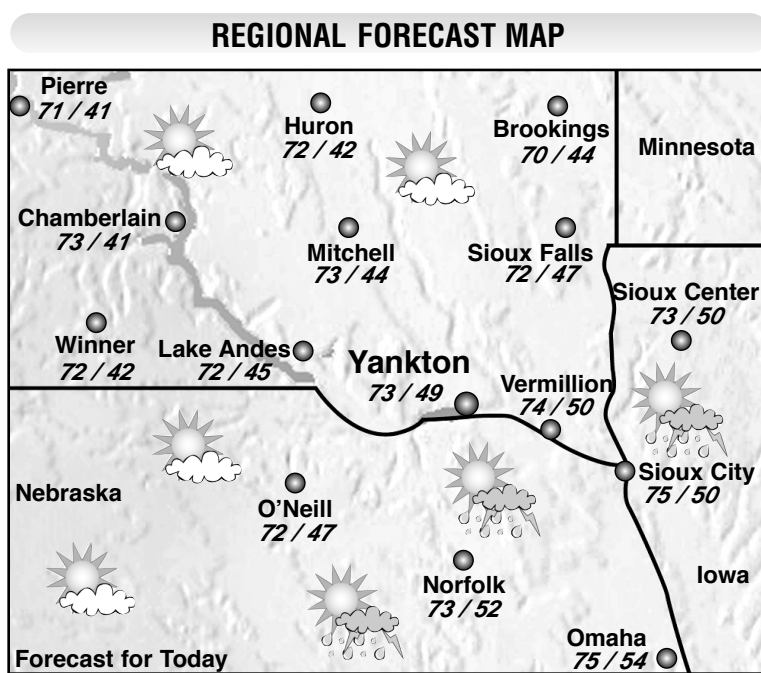 REGIONAL FORECAST MAP
Pierre
71 / 41
Huron
72 / 42
Brookings
70 / 44
Minnesota
Chamberlain
73 / 41
Mitchell
73 / 44
Sioux Falls
72 / 47
Sioux Center
73 / 50
Winner
72 / 42
Lake Andes
72 / 45
Yankton
73 / 49
Vermillion
74 / 50
Nebraska
O'Neill
72 / 47
Sioux City
75 / 50
Norfolk
73 / 52
Iowa
Omaha
75 / 54
Forecast for Today